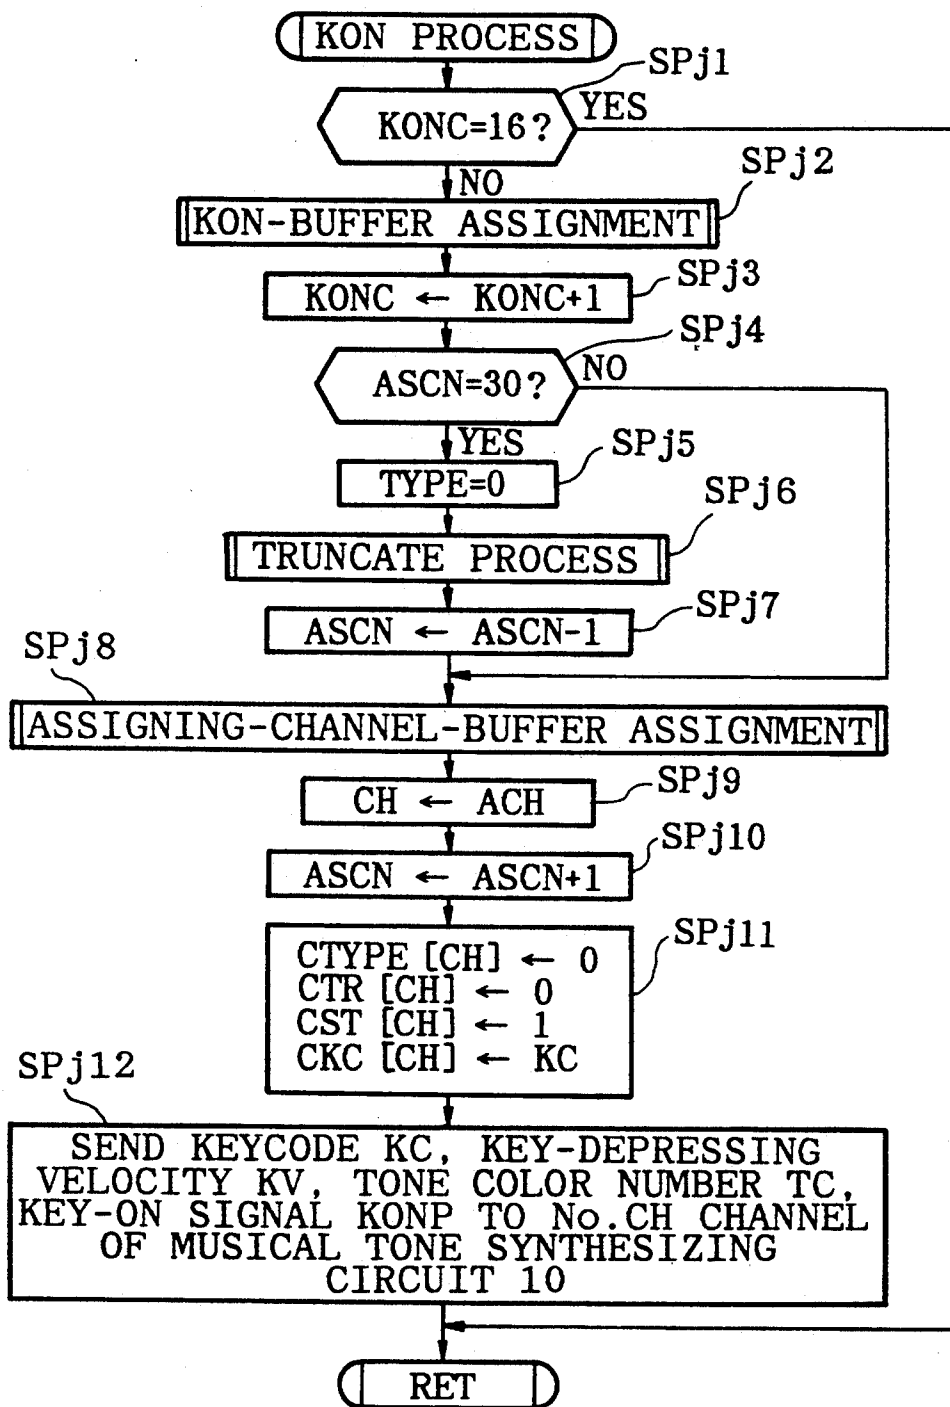 KON PROCESS
SPj1
KONC=16?
YES
NO
SPj2
KON-BUFFER ASSIGNMENT
SPj3
KONC ← KONC+1
SPj4
ASCN=30?
NO
YES
SPj5
TYPE=0
SPj6
TRUNCATE PROCESS
SPj7
ASCN ← ASCN-1
SPj8
ASSIGNING-CHANNEL-BUFFER ASSIGNMENT
SPj9
CH ← ACH
SPj10
ASCN ← ASCN+1
SPj11
CTYPE [CH] ← 0
CTR [CH] ← 0
CST [CH] ← 1
CKC [CH] ← KC
SPj12
SEND KEYCODE KC, KEY-DEPRESSING
VELOCITY KV, TONE COLOR NUMBER TC,
KEY-ON SIGNAL KONP TO No.CH CHANNEL
OF MUSICAL TONE SYNTHESIZING
CIRCUIT 10
RET